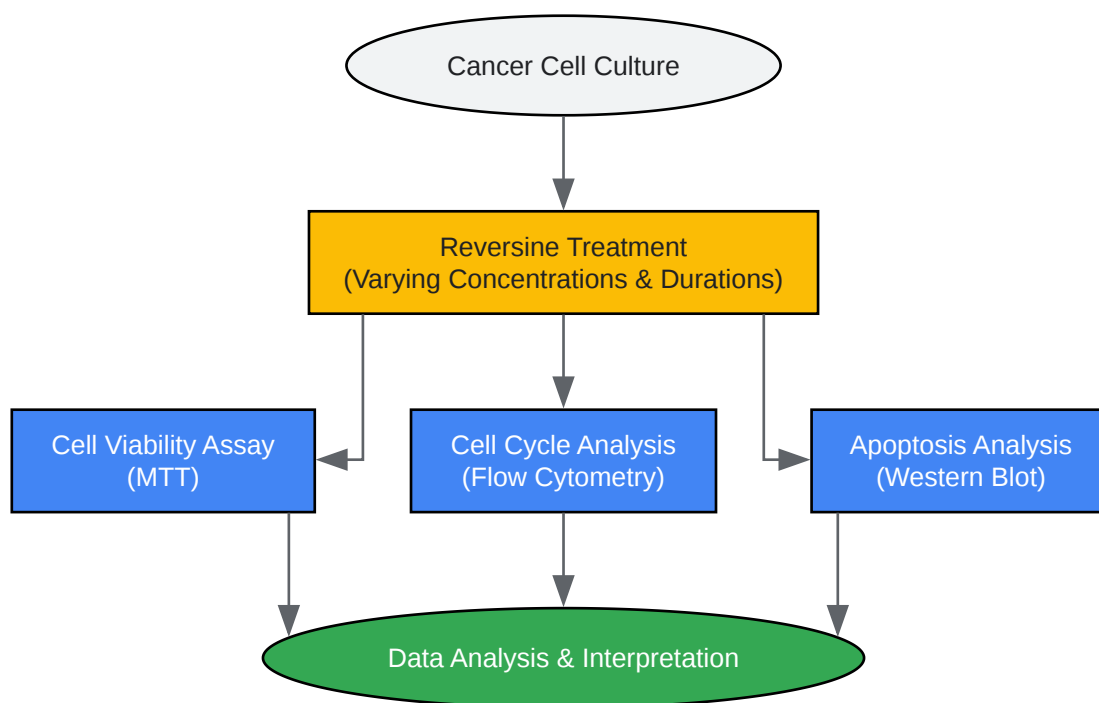 Cancer Cell Culture
Reversine Treatment
(Varying Concentrations & Durations)
Cell Viability Assay
(MTT)
Cell Cycle Analysis
(Flow Cytometry)
Apoptosis Analysis
(Western Blot)
Data Analysis & Interpretation